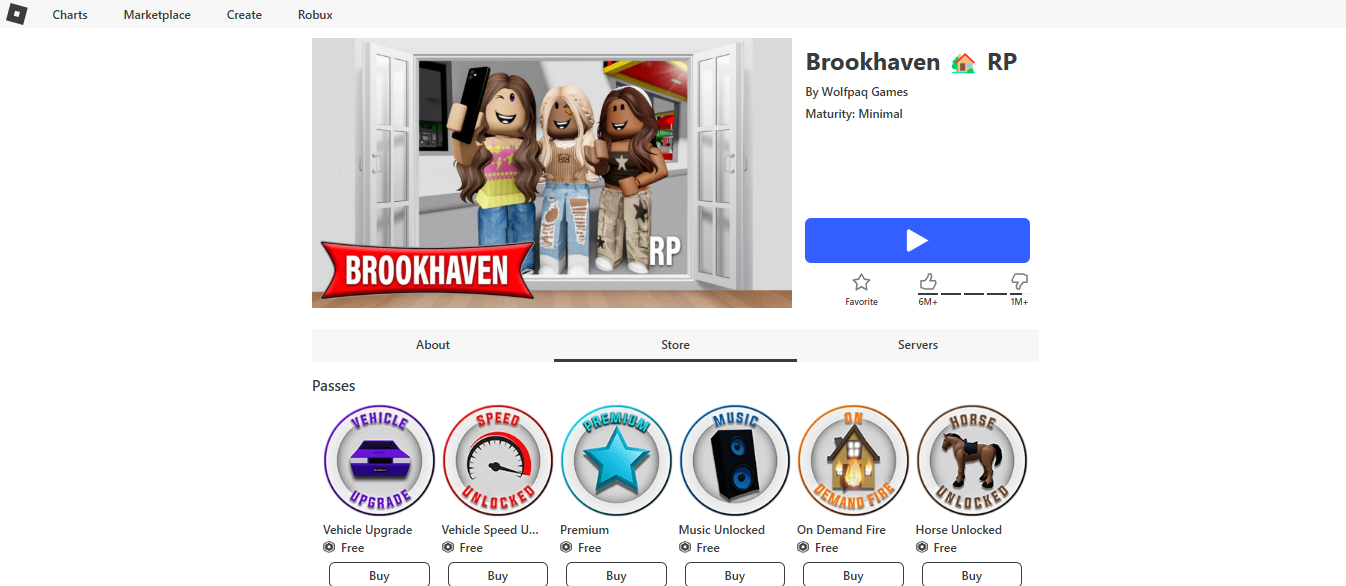 Charts Marketplace Create Robux
BROOKHAVEN
RP
Brookhaven 🏡 RP
By Wolfpaq Games
Maturity: Minimal
Favorite
6M+
1M+
About Store Servers
Passes
VEHICLE UPGRADE
SPEED UNLOCKED
PREMIUM
MUSIC
ON DEMAND FIRE
HORSE UNLOCKED
Vehicle Upgrade Vehicle Speed U... Premium Music Unlocked On Demand Fire Horse Unlocked
Free Free Free Free Free Free
Buy Buy Buy Buy Buy Buy